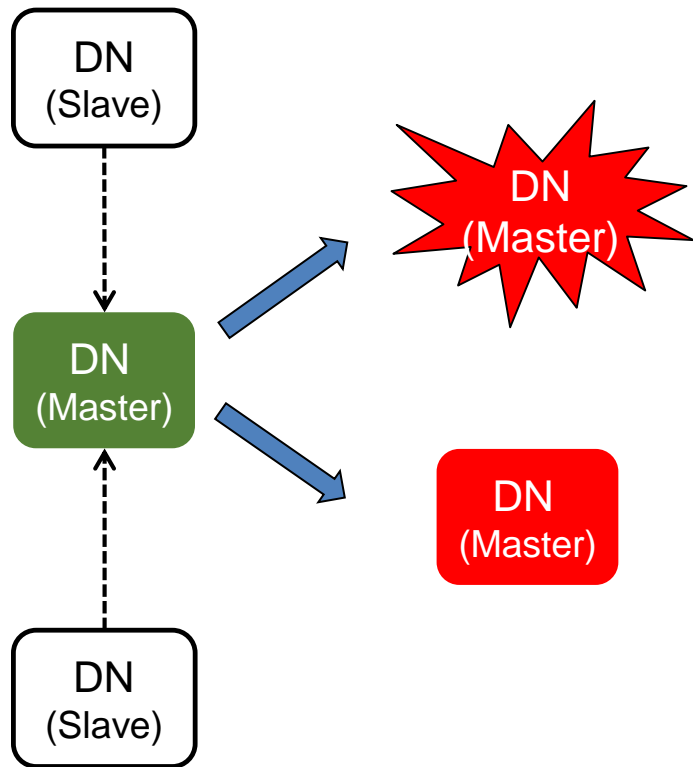 DN
(Slave)
DN
(Master)
DN
(Master)
DN
(Master)
DN
(Slave)